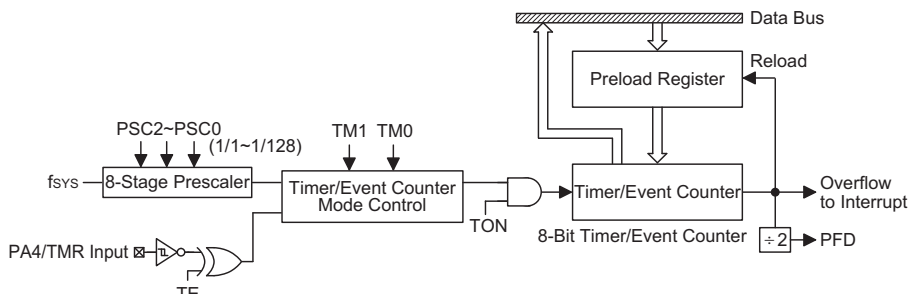 Data Bus
Preload Register
Reload
PSC2~PSC0
(1/1~1/128)
TM1 TM0
fSYS
8-Stage Prescaler
Timer/Event Counter
Mode Control
TON
Timer/Event Counter
8-Bit Timer/Event Counter
Overflow
to Interrupt
÷2
PFD
PA4/TMR Input
TE